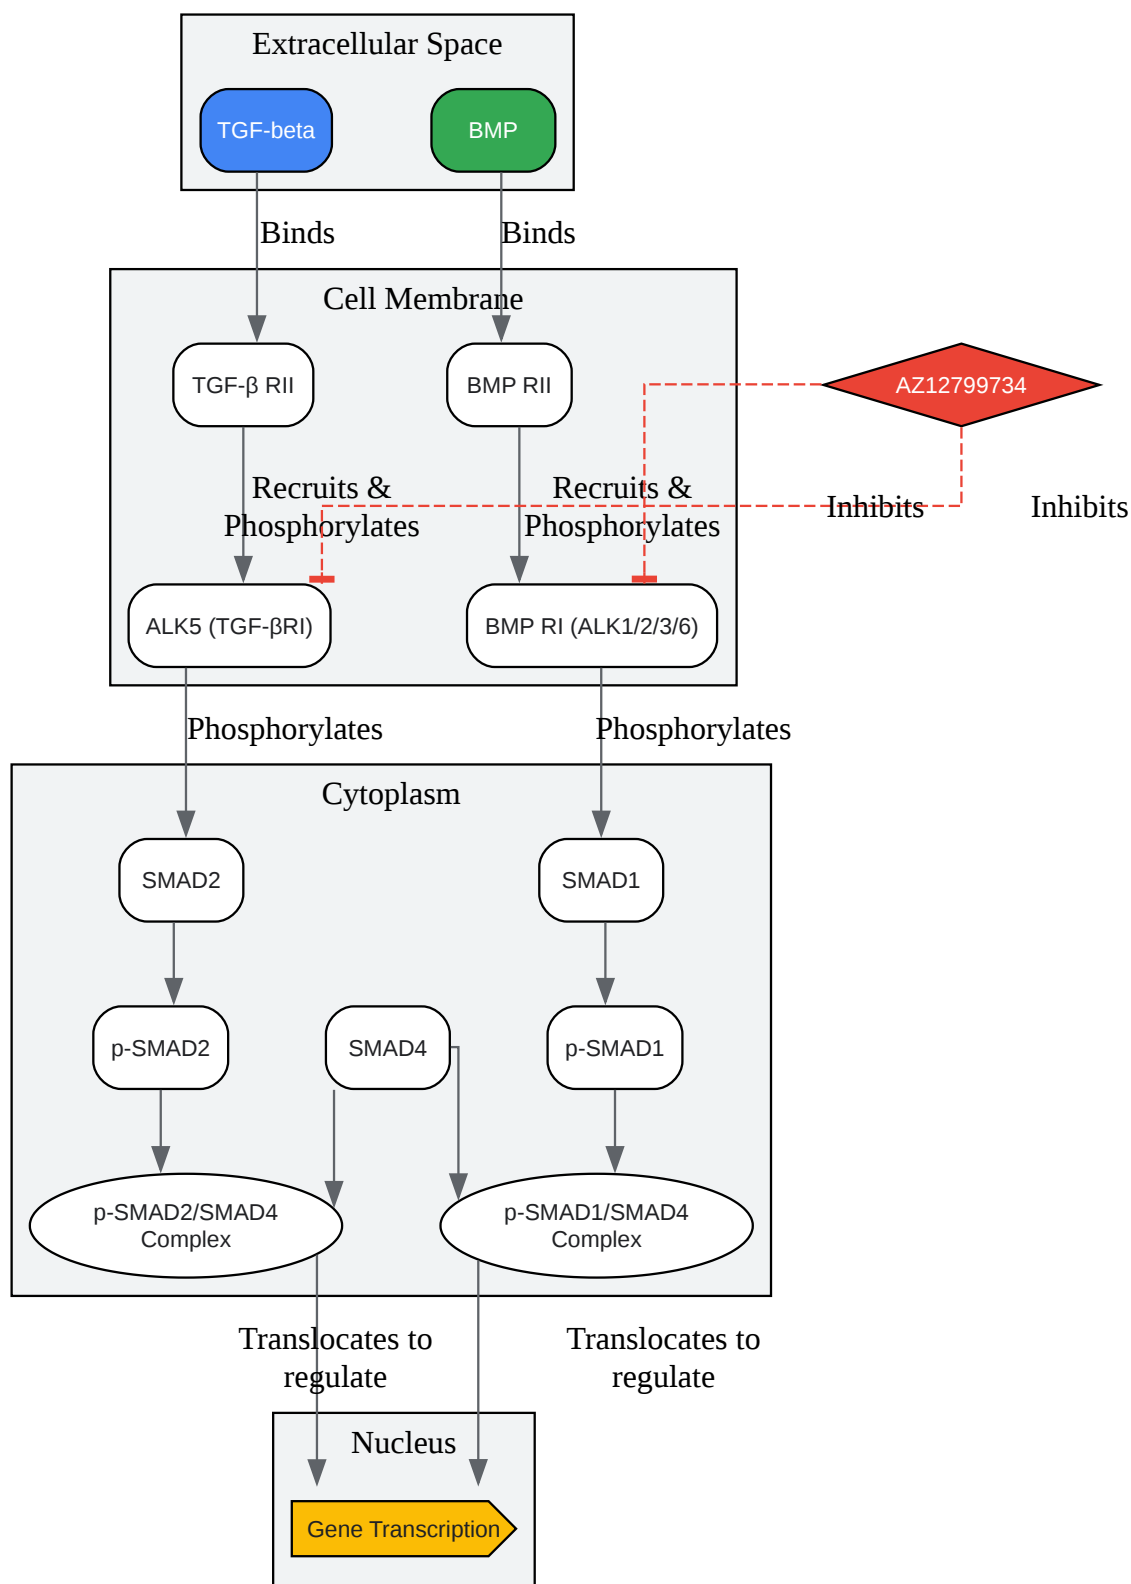 Extracellular Space
TGF-beta
BMP
Binds
Binds
Cell Membrane
TGF-β RII
BMP RII
AZ12799734
Recruits &
Phosphorylates
Recruits &
Phosphorylates
Inhibits
Inhibits
ALK5 (TGF-βRI)
BMP RI (ALK1/2/3/6)
Phosphorylates
Phosphorylates
Cytoplasm
SMAD2
SMAD1
p-SMAD2
SMAD4
p-SMAD1
p-SMAD2/SMAD4
Complex
p-SMAD1/SMAD4
Complex
Translocates to
regulate
Translocates to
regulate
Nucleus
Gene Transcription